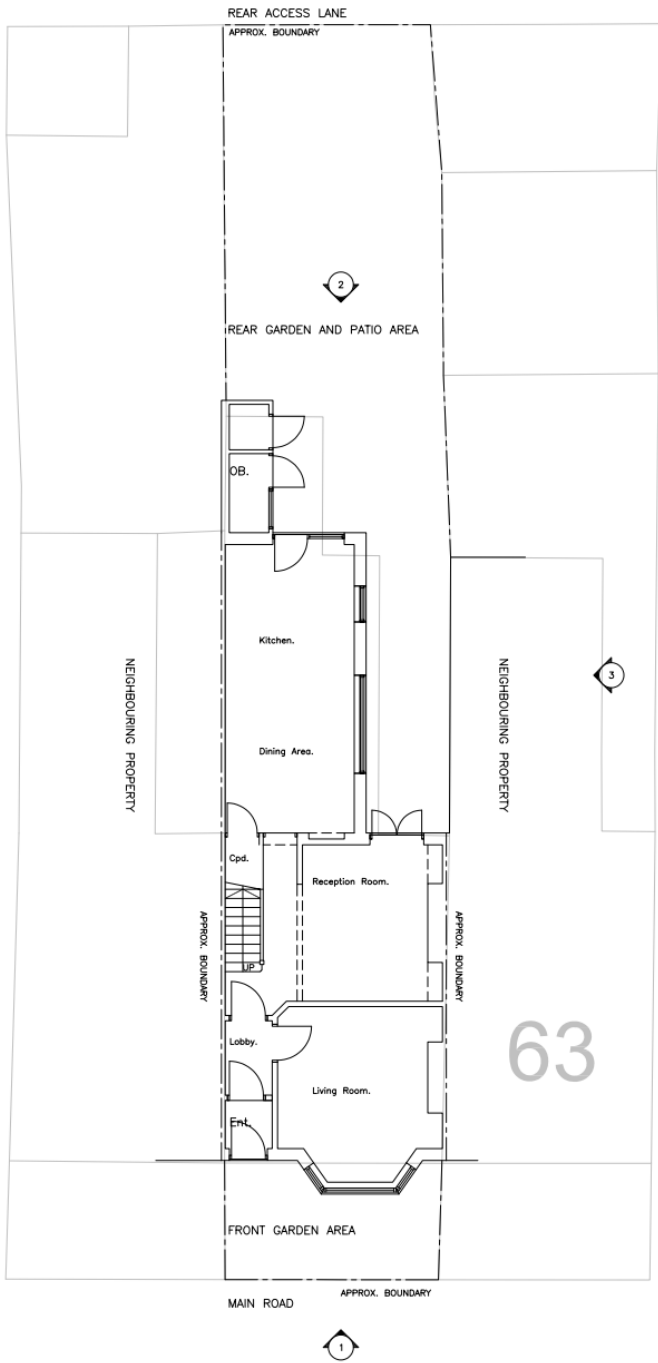 REAR ACCESS LANE
APPROX. BOUNDARY
2
REAR GARDEN AND PATIO AREA
OB.
Kitchen.
NEIGHBOURING PROPERTY
NEIGHBOURING PROPERTY
3
Dining Area.
Cpd.
Reception Room.
APPROX. BOUNDARY
APPROX. BOUNDARY
UP
Lobby.
63
Living Room.
Ent.
FRONT GARDEN AREA
APPROX. BOUNDARY
MAIN ROAD
1